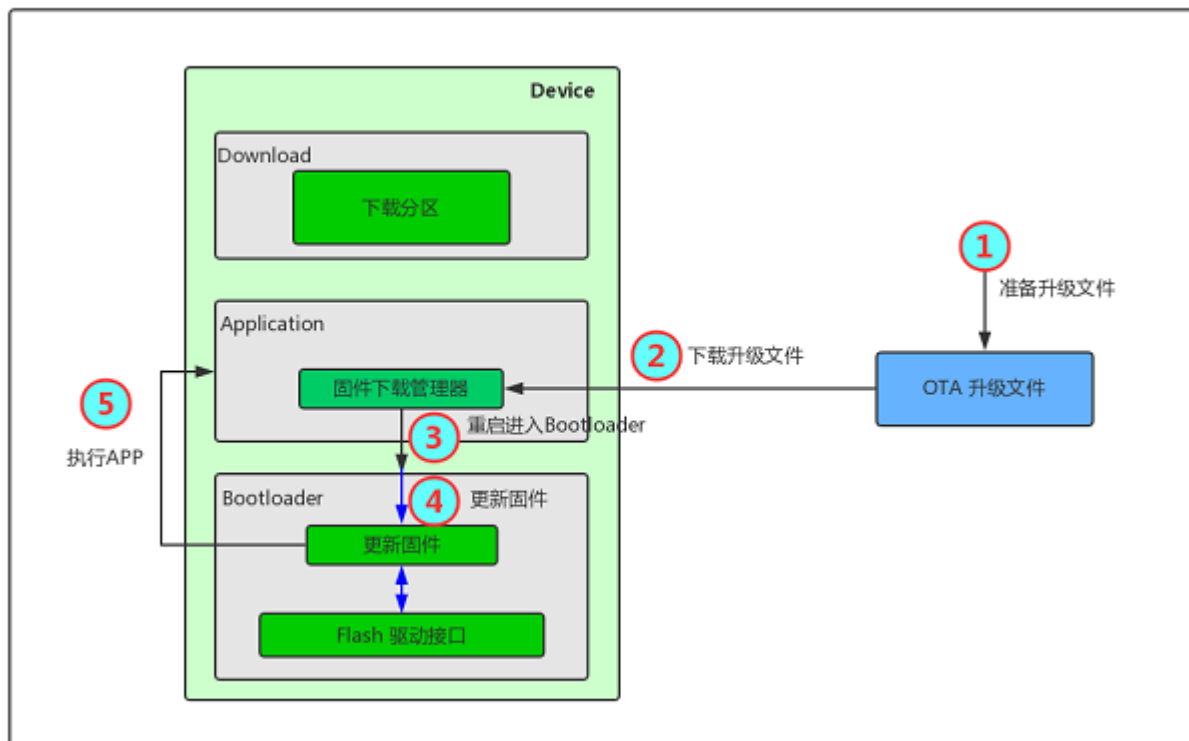 Device
Download
下载分区
1
准备升级文件
Application
2
下载升级文件
OTA 升级文件
固件下载管理器
5
执行APP
3
重启进入Bootloader
Bootloader
4
更新固件
更新固件
Flash 驱动接口